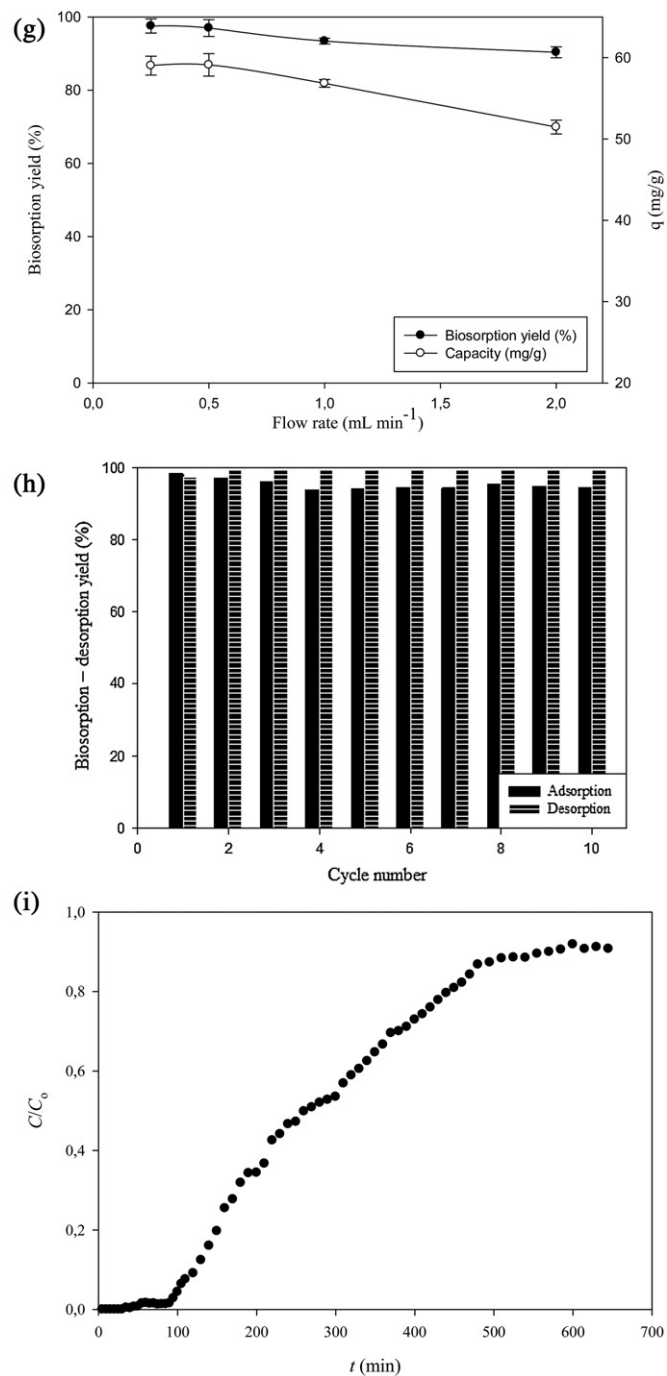 (g)
100
80
60
40
20
0
Biosorption yield (%)
60
50
40
30
20
q (mg/g)
Biosorption yield (%)
Capacity (mg/g)
0,0 0,5 1,0 1,5 2,0
Flow rate (mL min-1)
(h)
100
80
60
40
20
0
Biosorption – desorption yield (%)
Adsorption
Desorption
0 2 4 6 8 10
Cycle number
(i)
1,0
0,8
0,6
0,4
0,2
0,0
C/Co
0 100 200 300 400 500 600 700
t (min)